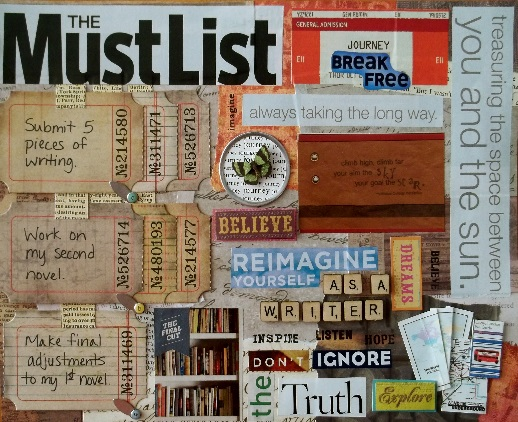 THE
Must List
GENERAL ADMISSION
JOURNEY
BREAK
FREE
imagine
always taking the long way.
treasuring the space between
you and the sun.
Submit 5
pieces of
writing.
№214580
№311471
№526713
climb high, climb far
your aim the sky
your goal the star.
BELIEVE
Work on
my second
novel.
№526714
№480193
№214577
REIMAGINE
YOURSELF
AS A
WRITER
DREAMS
BELIEVE
Make final
adjustments
to my 1st novel.
№311468
THE
FINAL
CUT
INSPIRE LISTEN HOPE
DON'T IGNORE
the
Truth
Explore